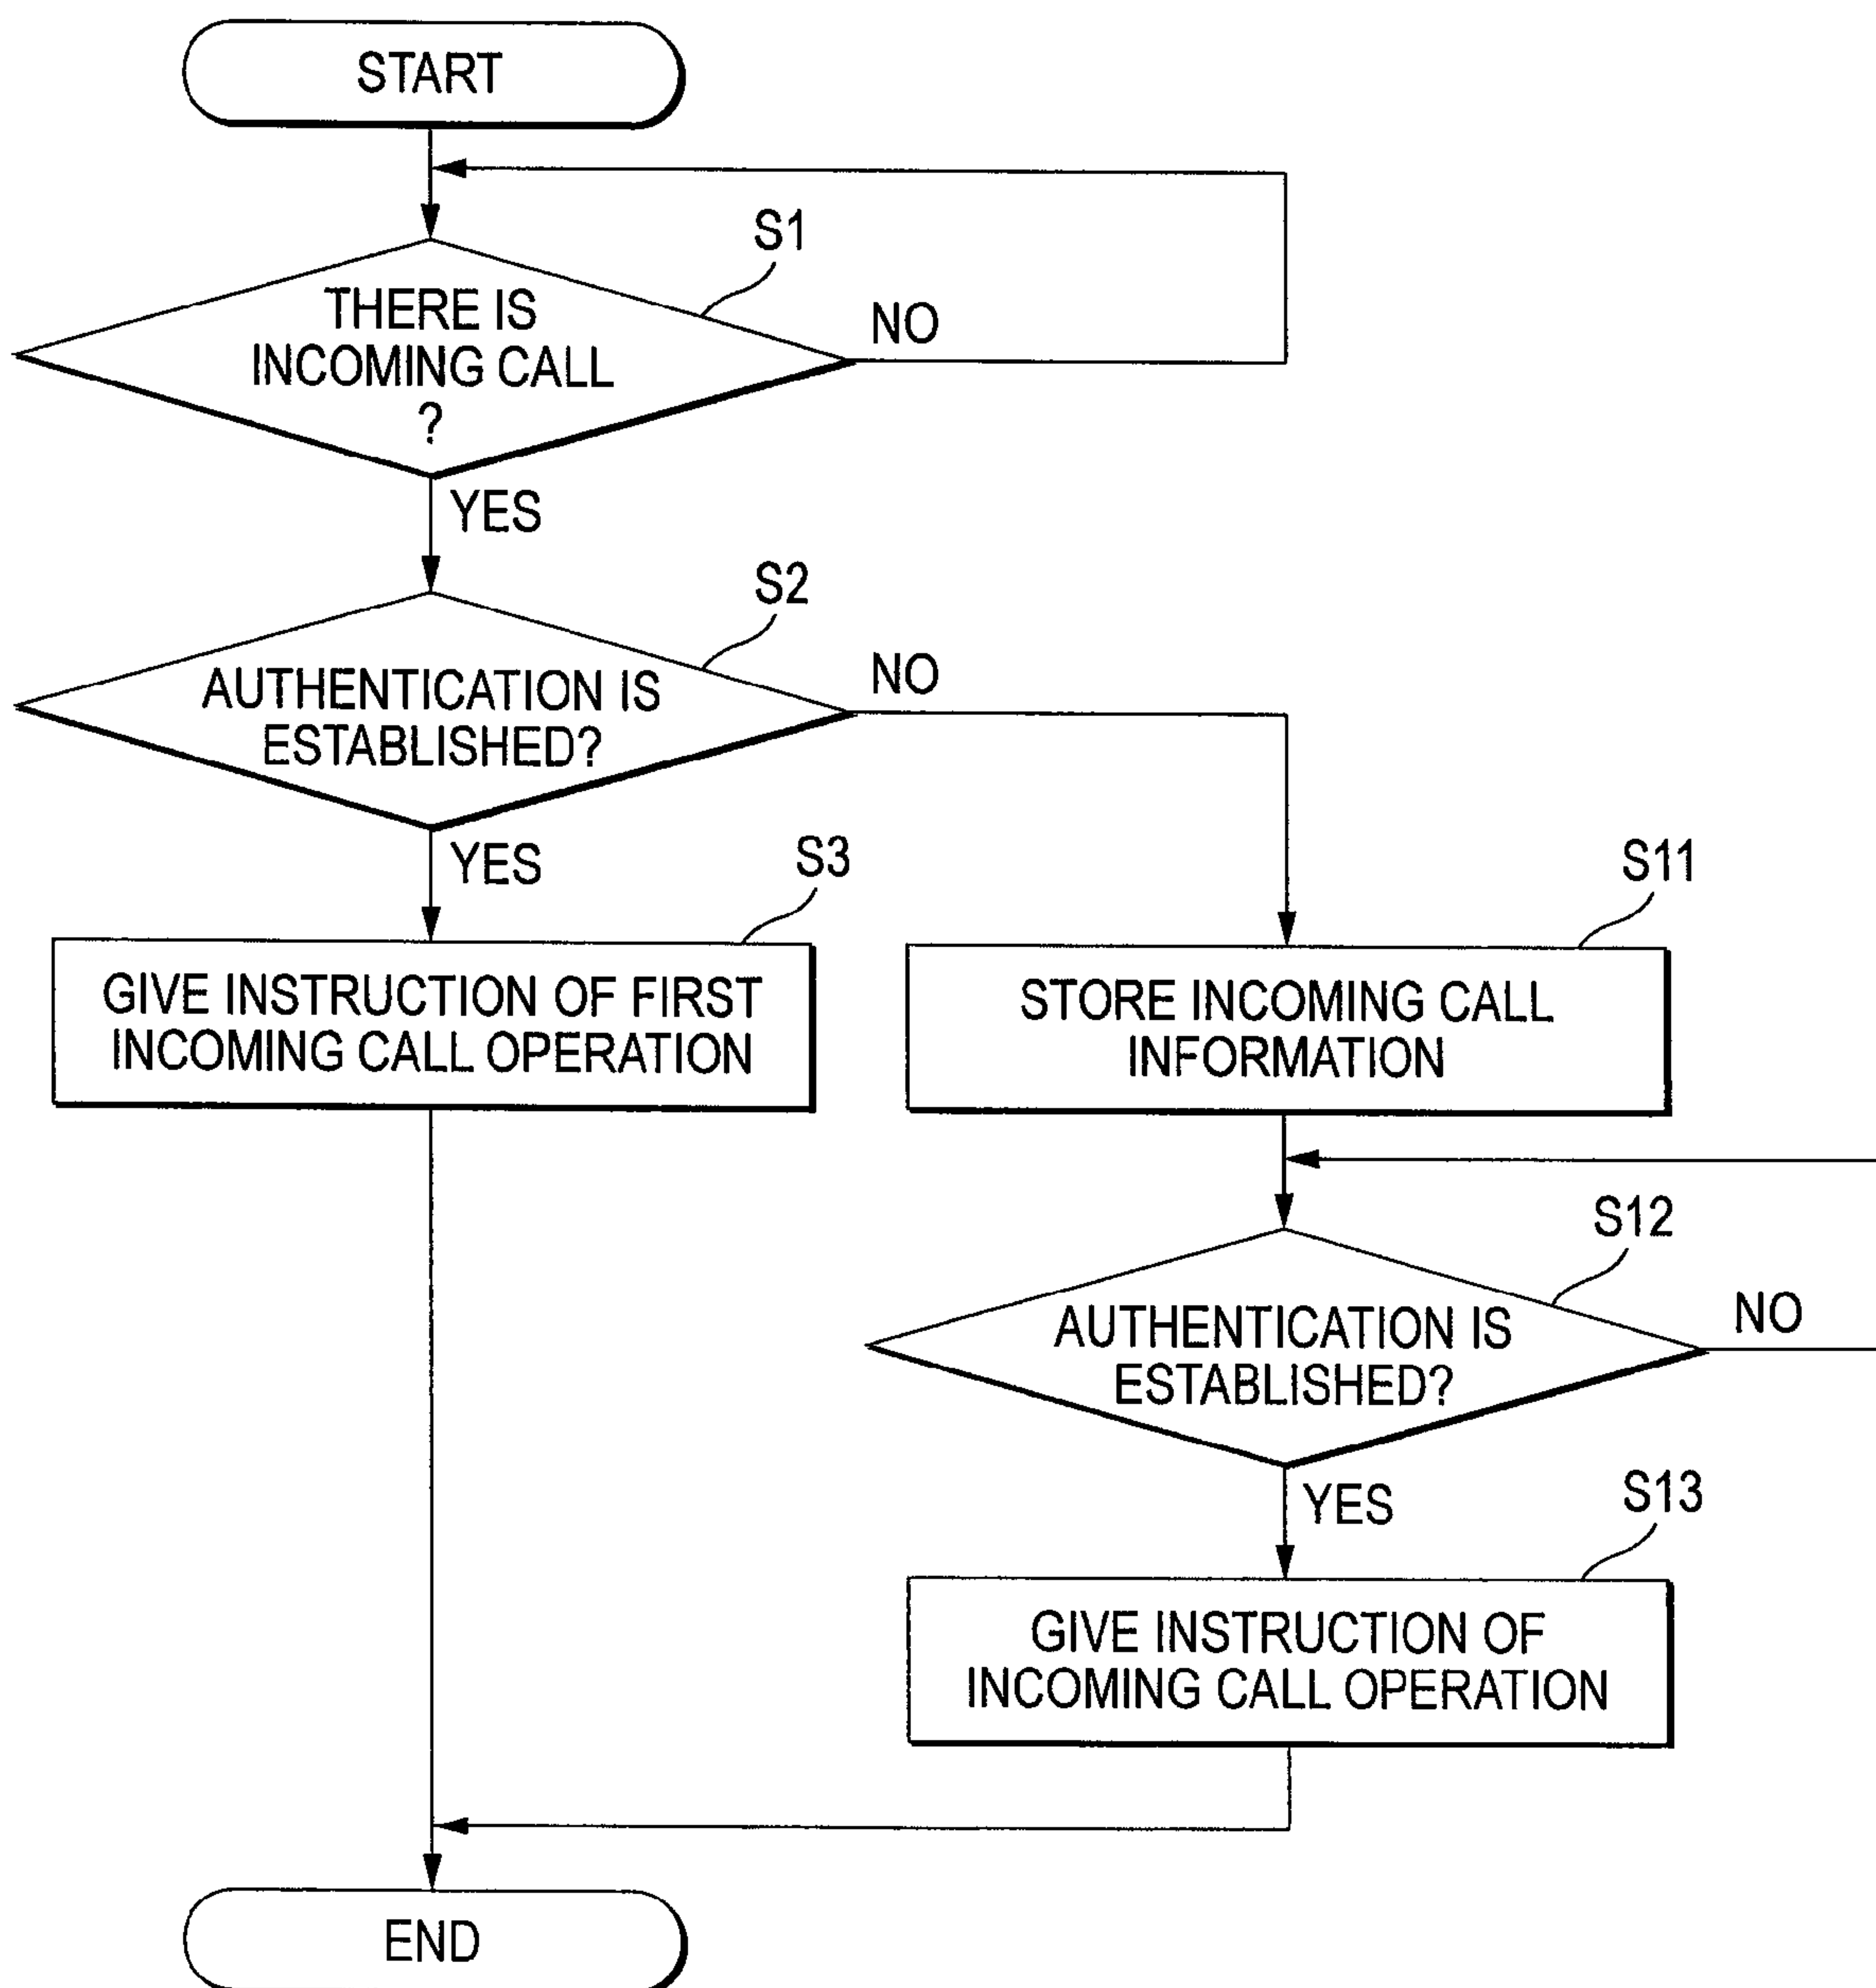 START
S1
THERE IS
INCOMING CALL
?
NO
YES
S2
AUTHENTICATION IS
ESTABLISHED?
NO
YES
S3
GIVE INSTRUCTION OF FIRST
INCOMING CALL OPERATION
S11
STORE INCOMING CALL
INFORMATION
S12
AUTHENTICATION IS
ESTABLISHED?
NO
YES
S13
GIVE INSTRUCTION OF
INCOMING CALL OPERATION
END